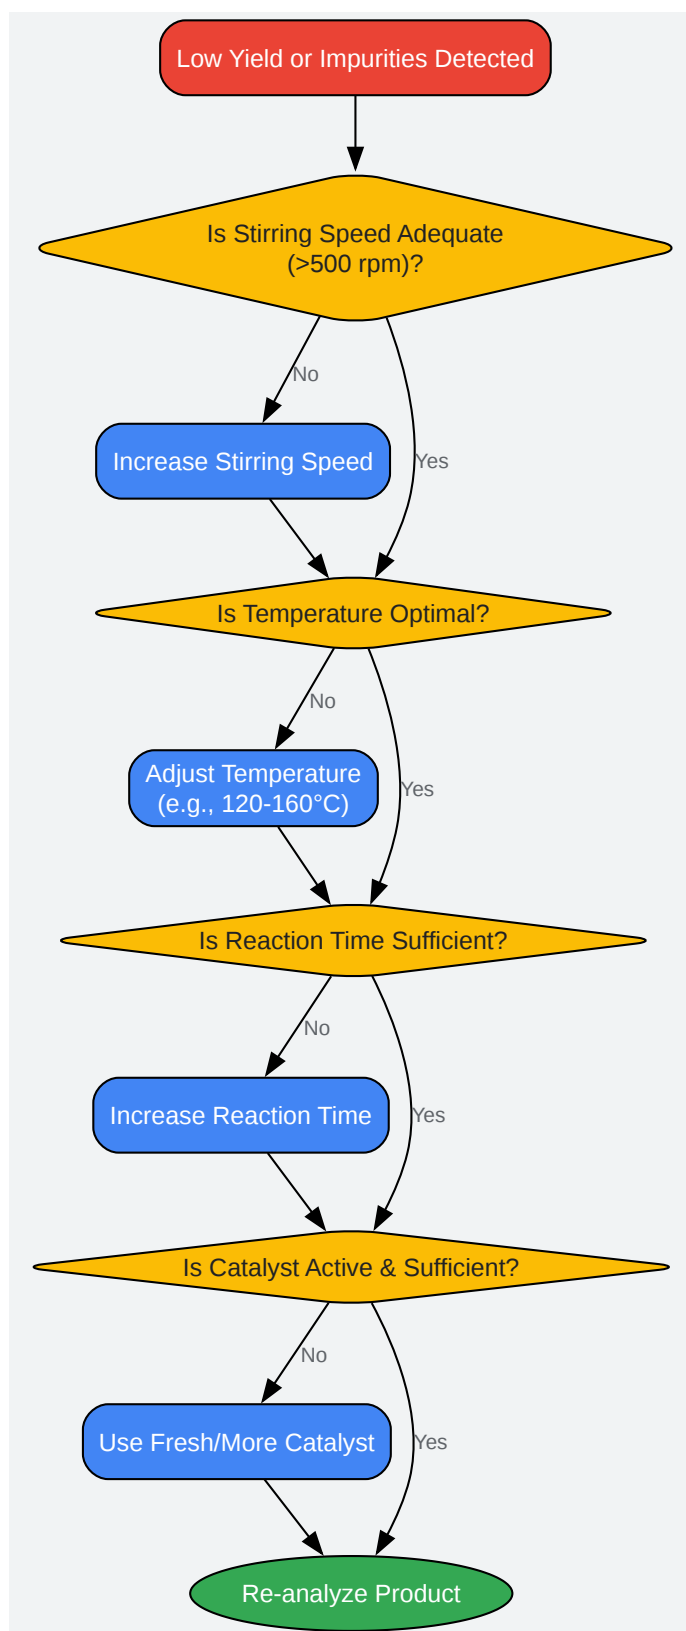 Low Yield or Impurities Detected
Is Stirring Speed Adequate
(>500 rpm)?
No
Increase Stirring Speed
Yes
Is Temperature Optimal?
No
Adjust Temperature
(e.g., 120-160°C)
Yes
Is Reaction Time Sufficient?
No
Increase Reaction Time
Yes
Is Catalyst Active & Sufficient?
No
Use Fresh/More Catalyst
Yes
Re-analyze Product